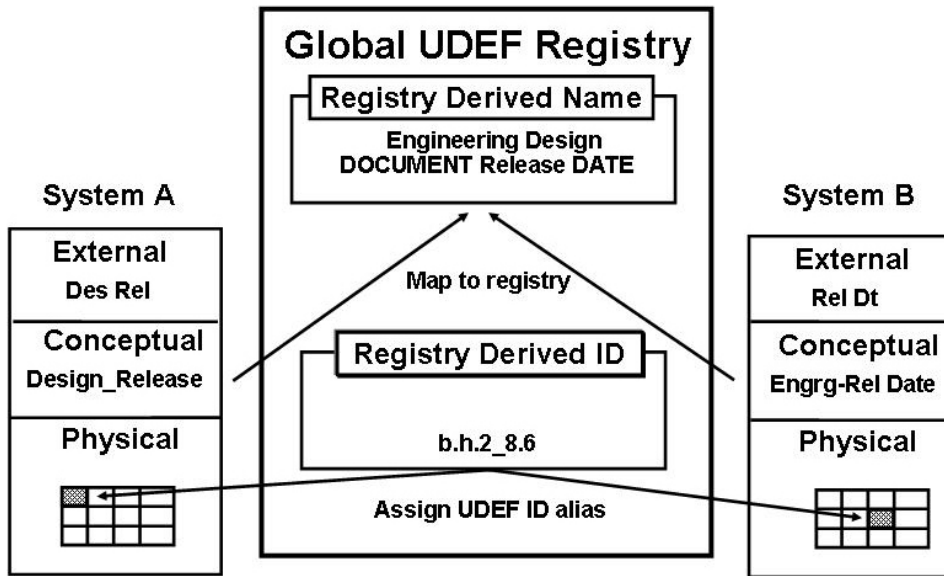 Global UDEF Registry
Registry Derived Name
Engineering Design
DOCUMENT Release DATE
System A
External
Des Rel
Conceptual
Design_Release
Physical
Map to registry
Registry Derived ID
b.h.2_8.6
Assign UDEF ID alias
System B
External
Rel Dt
Conceptual
Engrg-Rel Date
Physical